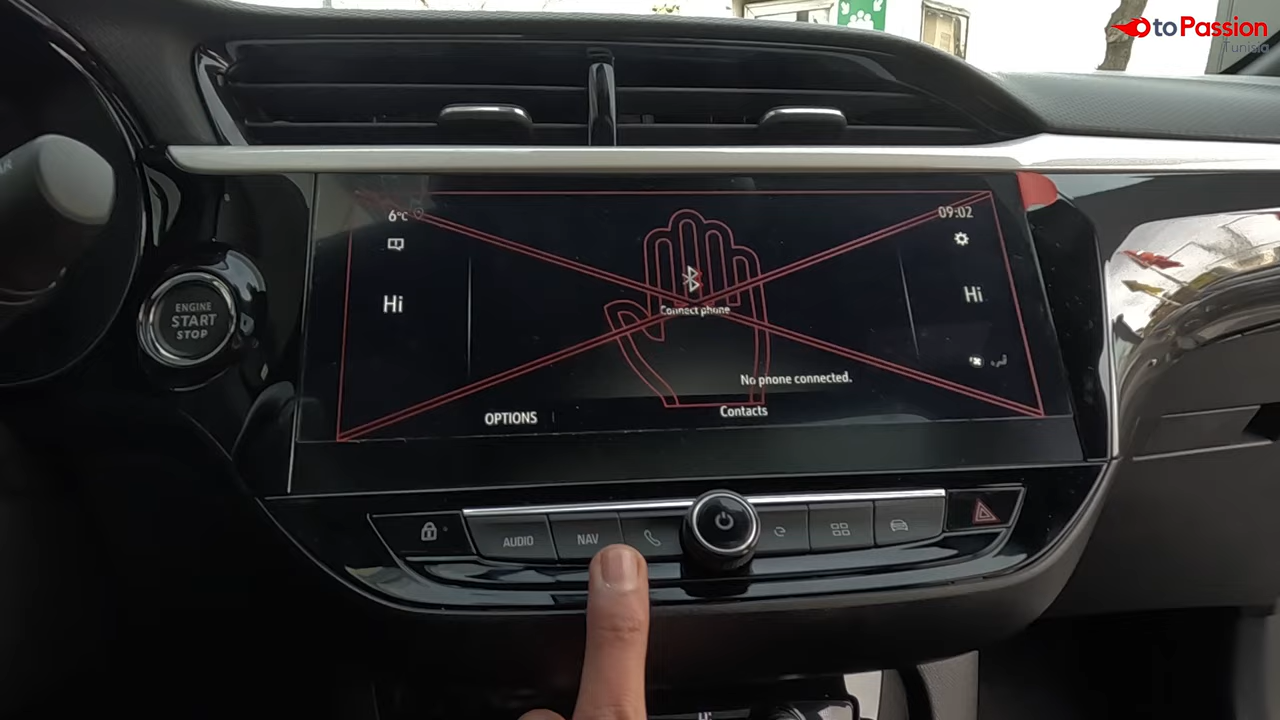 toPassion
Tunisia
6°C
09:02
Hi
Hi
ENGINE
START
STOP
Connect phone
No phone connected.
OPTIONS
Contacts
AUDIO
NAV